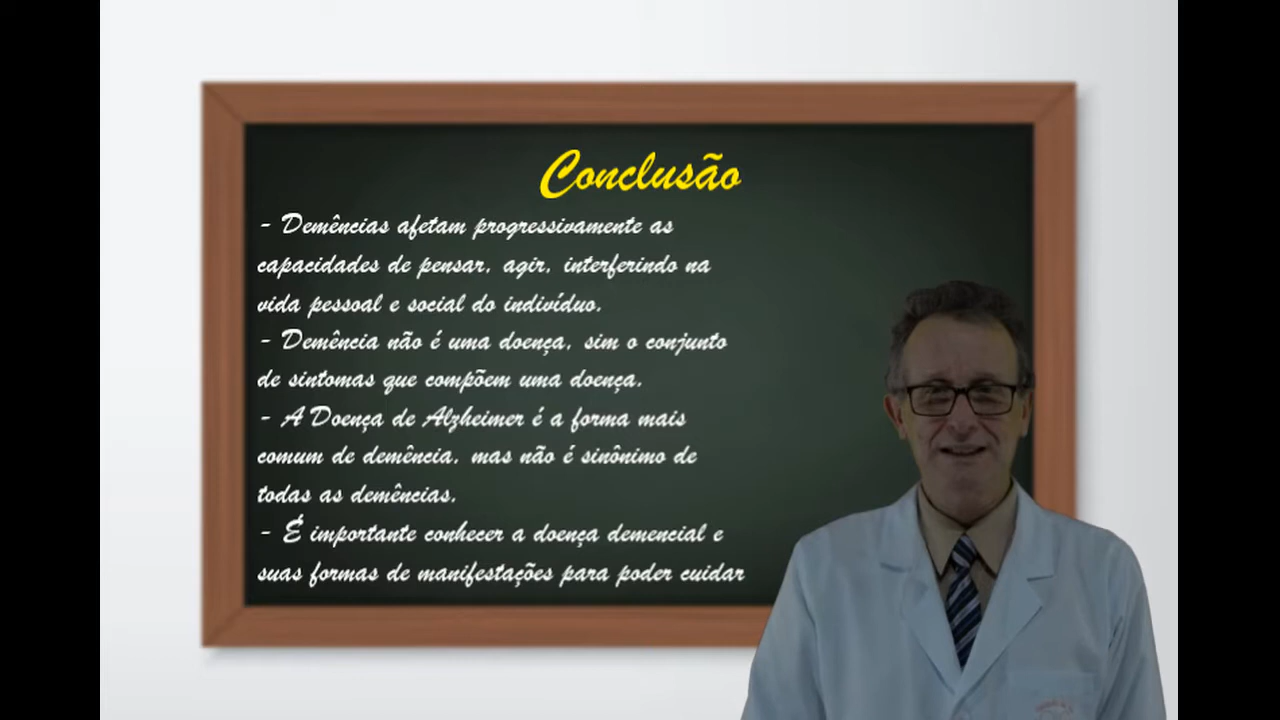 Conclusão
- Demências afetam progressivamente as
capacidades de pensar, agir, interferindo na
vida pessoal e social do indivíduo.
- Demência não é uma doença, sim o conjunto
de sintomas que compõem uma doença.
- A Doença de Alzheimer é a forma mais
comum de demência, mas não é sinônimo de
todas as demências.
- É importante conhecer a doença demencial e
suas formas de manifestações para poder cuidar